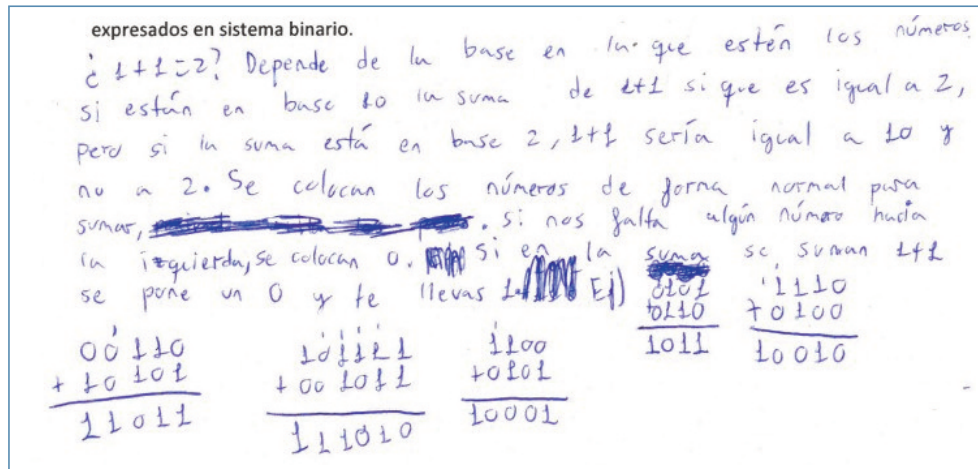 expresados en sistema binario.
¿1+1=2? Depende de la base en la que estén los números.
si están en base 10 la suma de 1+1 si que es igual a 2,
pero si la suma está en base 2, 1+1 sería igual a 10 y
no a 2. Se colocan los números de forma normal para
sumar, . si nos falta algún número hacia
la izquierda, se colocan 0. si en la suma se suman 1+1
se pone un 0 y te llevas 1. Ej)
0101
+0110
1011
1110
+0100
10010
00110
+10101
11011
101111
+001011
111010
1100
+0101
10001